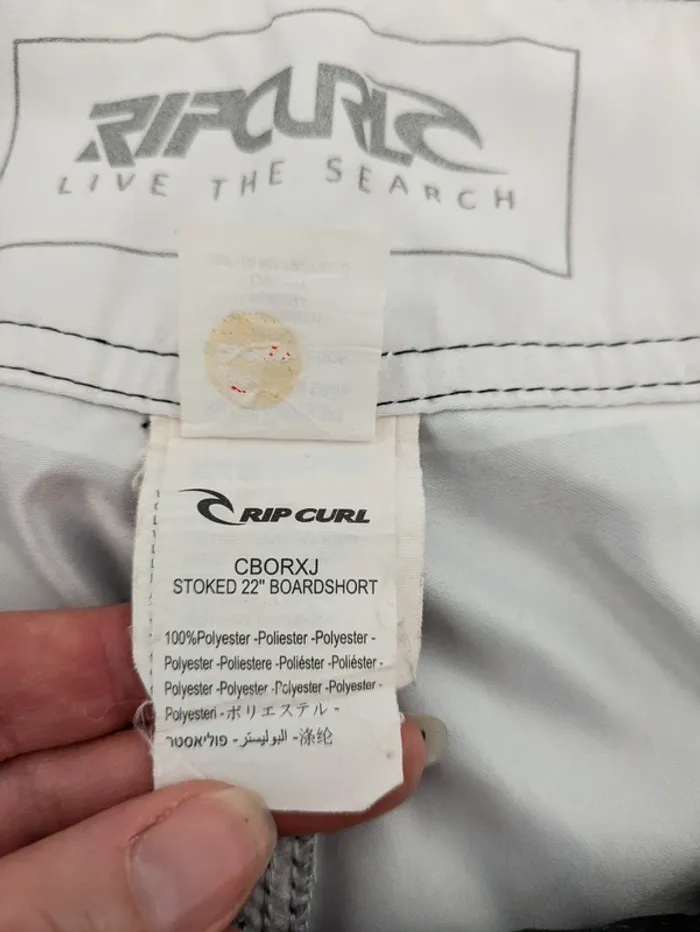 RIPCURL
LIVE THE SEARCH
RIP CURL
CBORXJ
STOKED 22" BOARDSHORT
100%Polyester -Poliester -Polyester -
Polyester -Poliestere -Poliéster -Poliéster -
Polyester -Polyester -Polyester -Polyester -
Polyesteri -ポリエステル -
פוליאסטר - البوليستر -涤纶